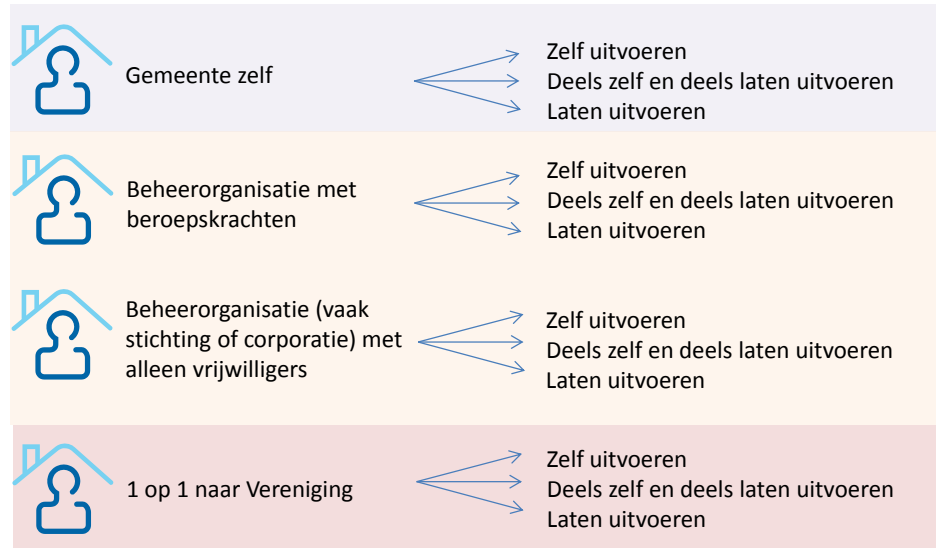 Gemeente zelf
Zelf uitvoeren
Deels zelf en deels laten uitvoeren
Laten uitvoeren
Beheerorganisatie met
beroepskrachten
Zelf uitvoeren
Deels zelf en deels laten uitvoeren
Laten uitvoeren
Beheerorganisatie (vaak
stichting of corporatie) met
alleen vrijwilligers
Zelf uitvoeren
Deels zelf en deels laten uitvoeren
Laten uitvoeren
1 op 1 naar Vereniging
Zelf uitvoeren
Deels zelf en deels laten uitvoeren
Laten uitvoeren